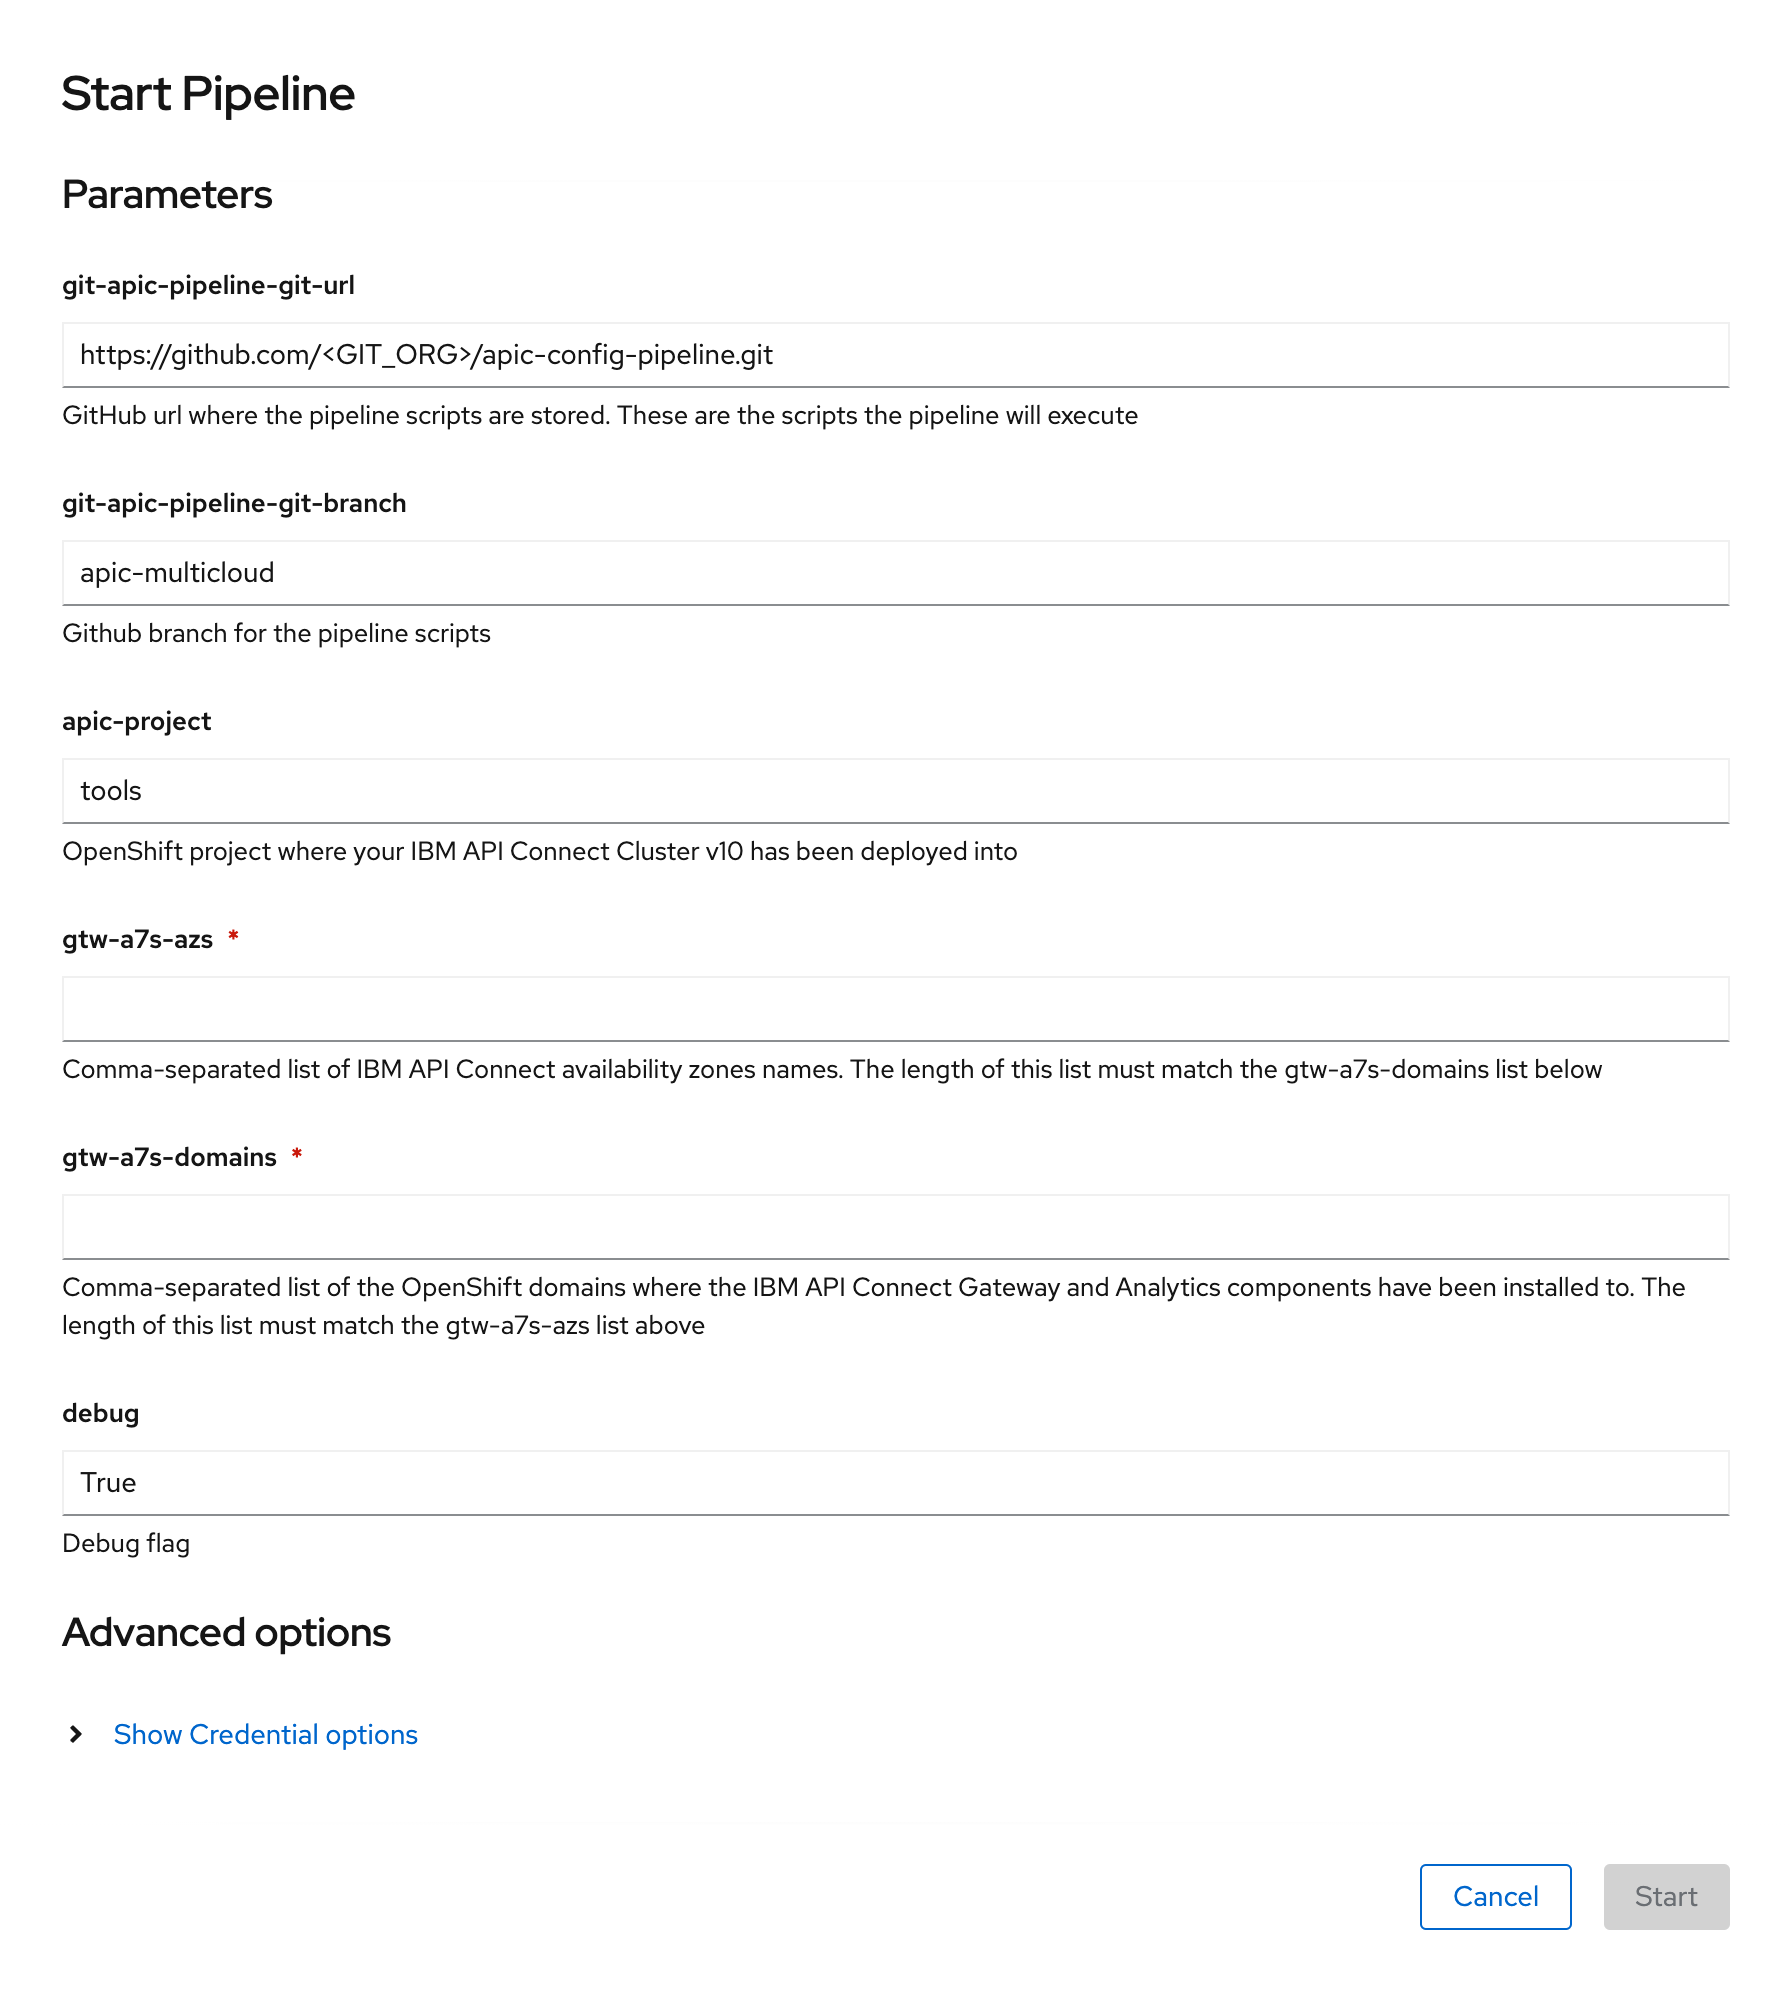 Start Pipeline
Parameters
git-apic-pipeline-git-url
https://github.com/<GIT_ORG>/apic-config-pipeline.git
GitHub url where the pipeline scripts are stored. These are the scripts the pipeline will execute
git-apic-pipeline-git-branch
apic-multicloud
Github branch for the pipeline scripts
apic-project
tools
OpenShift project where your IBM API Connect Cluster v10 has been deployed into
gtw-a7s-azs *
Comma-separated list of IBM API Connect availability zones names. The length of this list must match the gtw-a7s-domains list below
gtw-a7s-domains *
Comma-separated list of the OpenShift domains where the IBM API Connect Gateway and Analytics components have been installed to. The
length of this list must match the gtw-a7s-azs list above
debug
True
Debug flag
Advanced options
Show Credential options
Cancel
Start